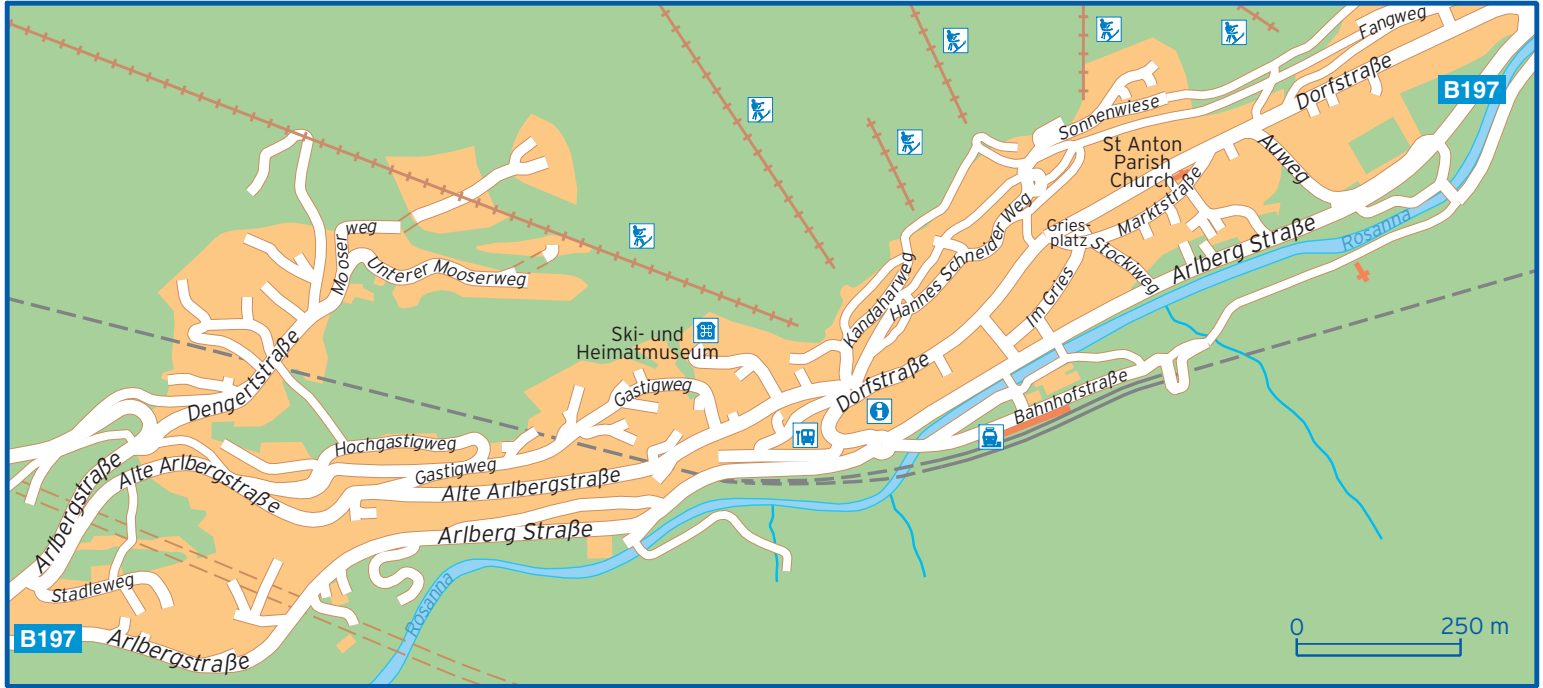 Fangweg
Dorfstraße
B197
Sonnenwiese
St Anton
Parish
Church
Auweg
Marktstraße
Gries-
platz
Stockiweg
Arlberg Straße
Rosanna
Mooser
weg
Unterer Mooserweg
Hannes Schneider Weg
Kandaharweg
Im Gries
Ski- und
Heimatmuseum
Dengertstraße
Gastigweg
Dorfstraße
Bahnhofstraße
Hochgastigweg
Gastigweg
Alte Arlbergstraße
Alte Arlbergstraße
Arlbergstraße
Arlberg Straße
Stadleweg
Rosanna
B197
Arlbergstraße
0 250 m